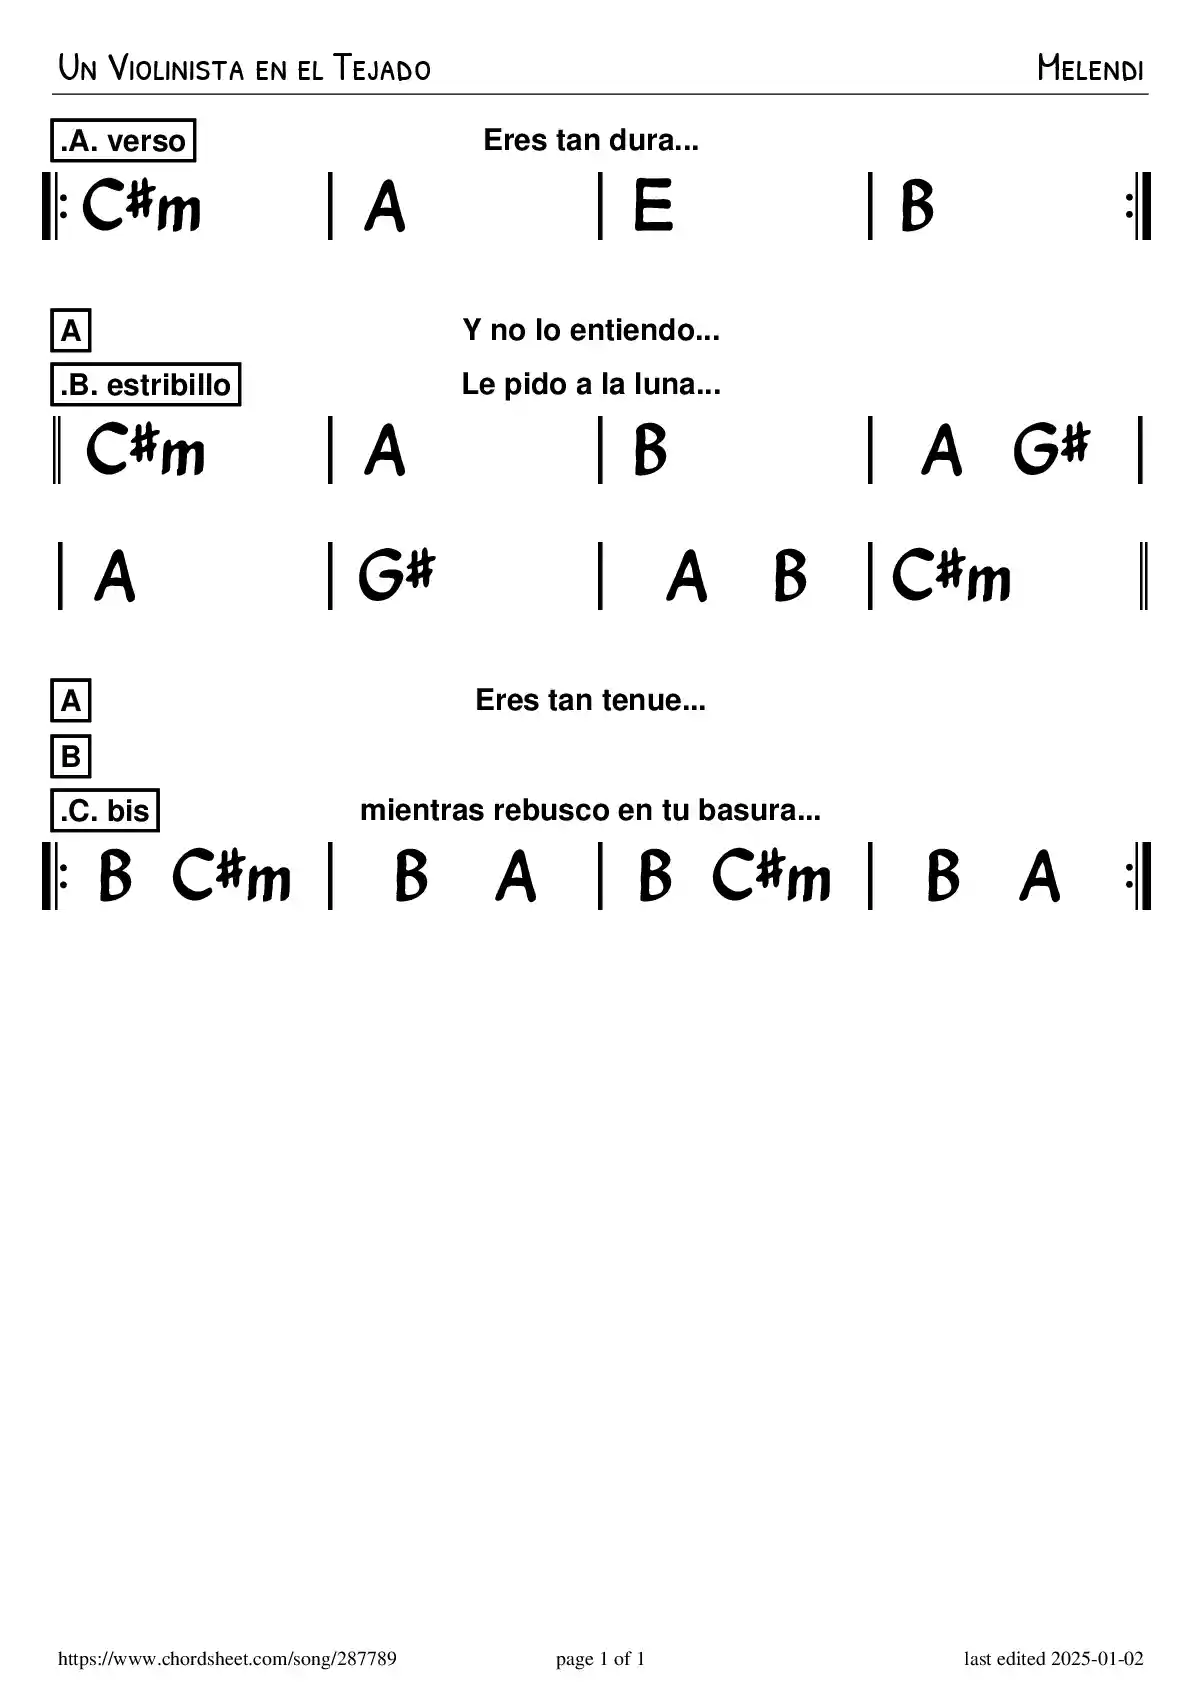 Un Violinista en el Tejado Melendi
.A. verso Eres tan dura...
C#m A E B
A Y no lo entiendo...
.B. estribillo Le pido a la luna...
C#m A B A G#
A G# A B C#m
A Eres tan tenue...
B
.C. bis mientras rebusco en tu basura...
B C#m B A B C#m B A
https://www.chordsheet.com/song/287789 page 1 of 1 last edited 2025-01-02